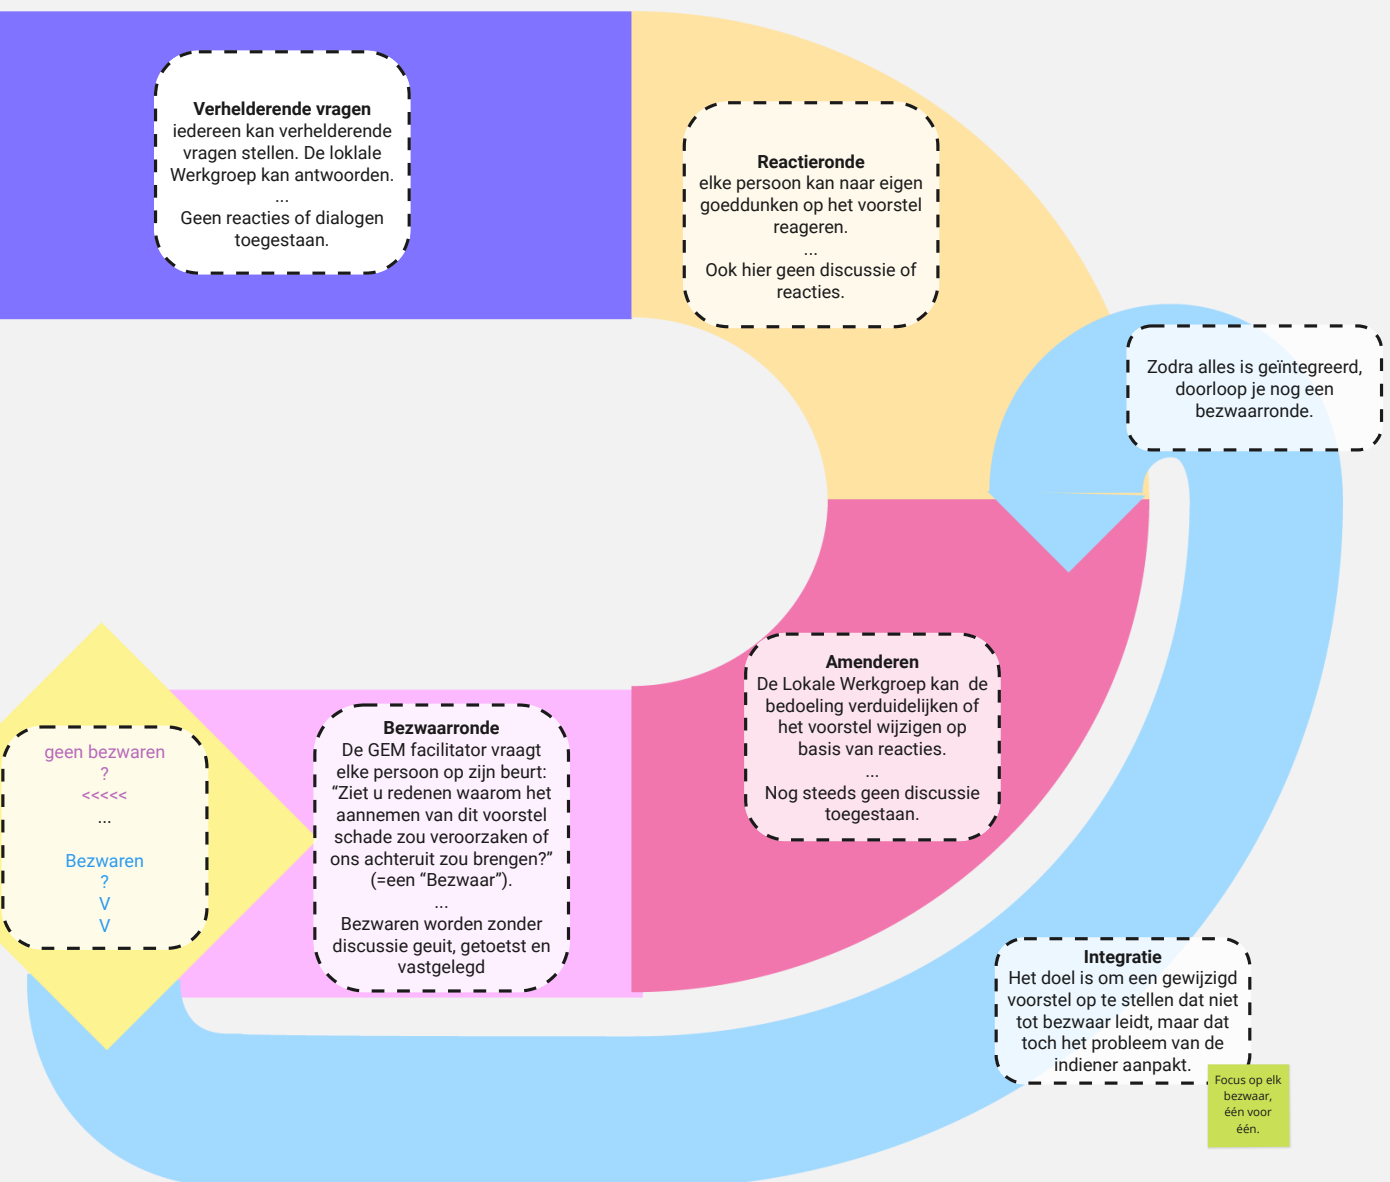 Verhelderende vragen
iedereen kan verhelderende
vragen stellen. De loklale
Werkgroep kan antwoorden.
...
Geen reacties of dialogen
toegestaan.
Reactieronde
elke persoon kan naar eigen
goeddunken op het voorstel
reageren.
...
Ook hier geen discussie of
reacties.
Zodra alles is geïntegreerd,
doorloop je nog een
bezwaarronde.
Amenderen
De Lokale Werkgroep kan  de
bedoeling verduidelijken of
het voorstel wijzigen op
basis van reacties.
...
Nog steeds geen discussie
toegestaan.
Bezwaarronde
De GEM facilitator vraagt
elke persoon op zijn beurt:
“Ziet u redenen waarom het
aannemen van dit voorstel
schade zou veroorzaken of
ons achteruit zou brengen?”
(=een “Bezwaar”).
...
Bezwaren worden zonder
discussie geuit, getoetst en
vastgelegd
geen bezwaren
?
<<<<<
...
Bezwaren
?
V
V
Integratie
Het doel is om een gewijzigd
voorstel op te stellen dat niet
tot bezwaar leidt, maar dat
toch het probleem van de
indiener aanpakt.
Focus op elk
bezwaar,
één voor
één.